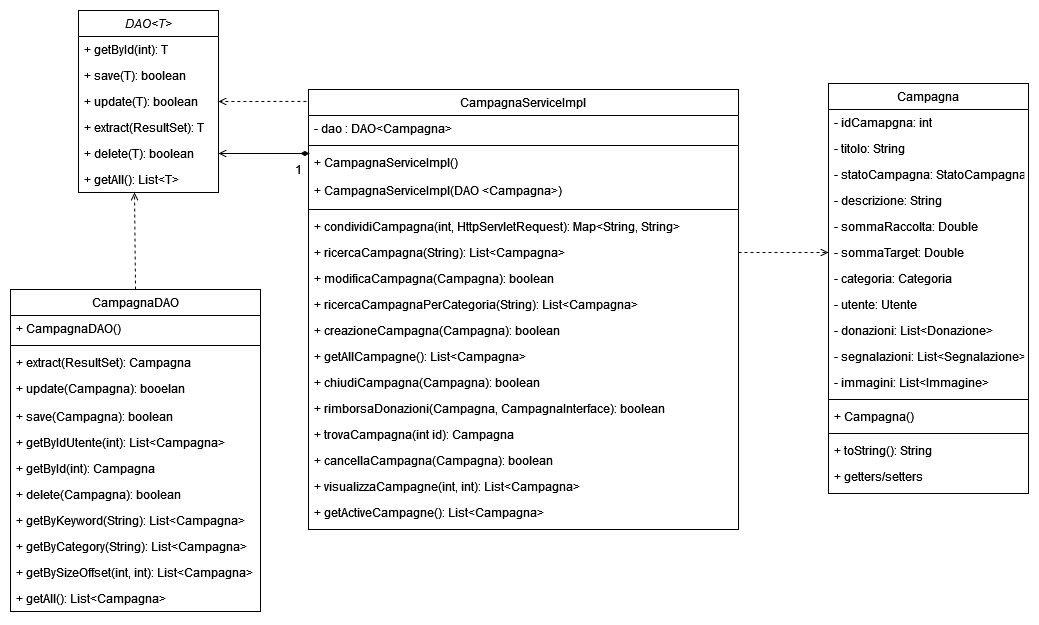 DAO<T>
+ getById(int): T
+ save(T): boolean
+ update(T): boolean
+ extract(ResultSet): T
+ delete(T): boolean
+ getAll(): List<T>
1
CampagnaDAO
+ CampagnaDAO()
+ extract(ResultSet): Campagna
+ update(Campagna): booelan
+ save(Campagna): boolean
+ getByIdUtente(int): List<Campagna>
+ getById(int): Campagna
+ delete(Campagna): boolean
+ getByKeyword(String): List<Campagna>
+ getByCategory(String): List<Campagna>
+ getBySizeOffset(int, int): List<Campagna>
+ getAll(): List<Campagna>
CampagnaServiceImpl
- dao : DAO<Campagna>
+ CampagnaServiceImpl()
+ CampagnaServiceImpl(DAO <Campagna>)
+ condividiCampagna(int, HttpServletRequest): Map<String, String>
+ ricercaCampagna(String): List<Campagna>
+ modificaCampagna(Campagna): boolean
+ ricercaCampagnaPerCategoria(String): List<Campagna>
+ creazioneCampagna(Campagna): boolean
+ getAllCampagne(): List<Campagna>
+ chiudiCampagna(Campagna): boolean
+ rimborsaDonazioni(Campagna, CampagnaInterface): boolean
+ trovaCampagna(int id): Campagna
+ cancellaCampagna(Campagna): boolean
+ visualizzaCampagne(int, int): List<Campagna>
+ getActiveCampagne(): List<Campagna>
Campagna
- idCamapgna: int
- titolo: String
- statoCampagna: StatoCampagna
- descrizione: String
- sommaRaccolta: Double
- sommaTarget: Double
- categoria: Categoria
- utente: Utente
- donazioni: List<Donazione>
- segnalazioni: List<Segnalazione>
- immagini: List<Immagine>
+ Campagna()
+ toString(): String
+ getters/setters